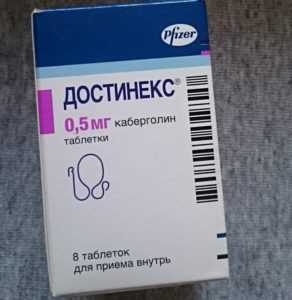 Pfizer
ДОСТИНЕКС®
0,5 мг каберголин
таблетки
8 таблеток
для приема внутрь